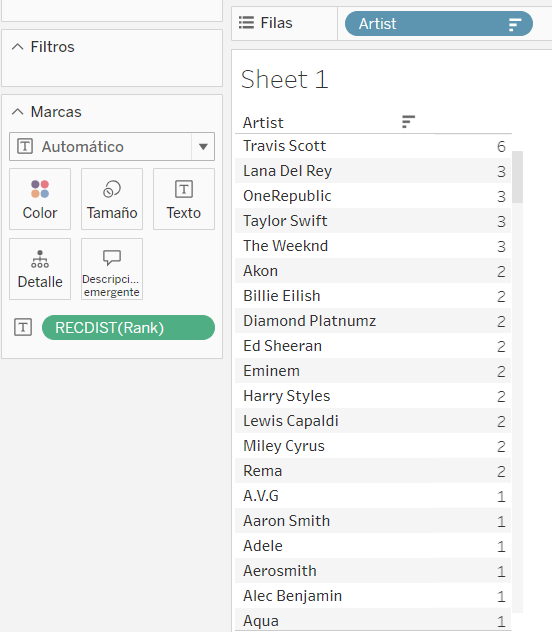 Filtros
Marcas
Automático
Color
Tamaño
Texto
Detalle
Descripci...
emergente
RECDIST(Rank)
Filas
Artist
Sheet 1
Artist
Travis Scott 6
Lana Del Rey 3
OneRepublic 3
Taylor Swift 3
The Weeknd 3
Akon 2
Billie Eilish 2
Diamond Platnumz 2
Ed Sheeran 2
Eminem 2
Harry Styles 2
Lewis Capaldi 2
Miley Cyrus 2
Rema 2
A.V.G 1
Aaron Smith 1
Adele 1
Aerosmith 1
Alec Benjamin 1
Aqua 1